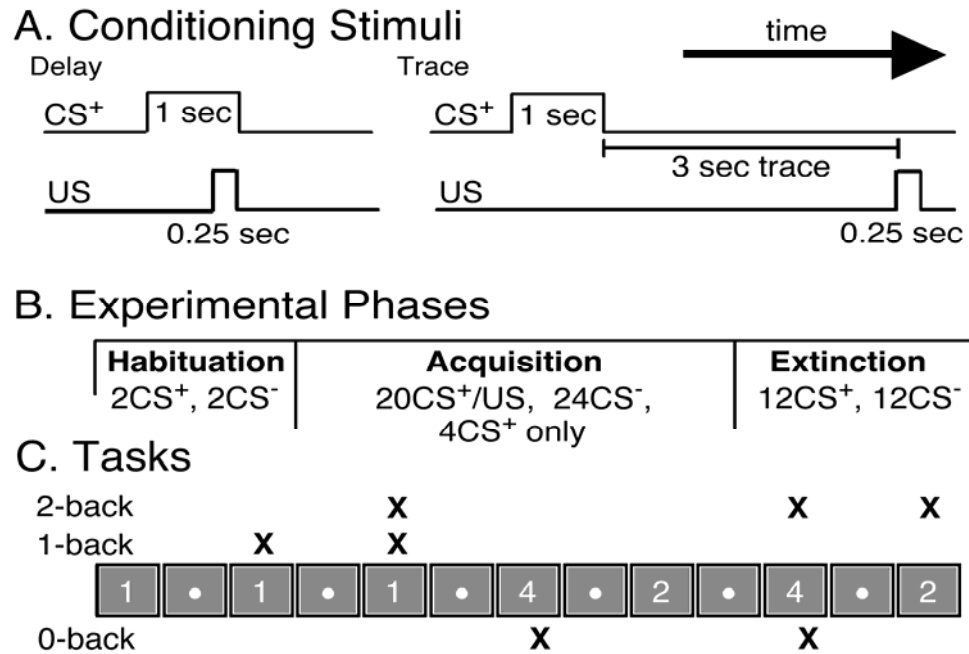 A. Conditioning Stimuli
time
Delay
Trace
CS+ 1 sec
CS+ 1 sec
3 sec trace
US
US
0.25 sec
0.25 sec
B. Experimental Phases
Habituation Acquisition Extinction
2CS+, 2CS- 20CS+/US, 24CS-, 12CS+, 12CS-
4CS+ only
C. Tasks
2-back X X X
1-back X X
1 • 1 • 1 • 4 • 2 • 4 • 2
0-back X X